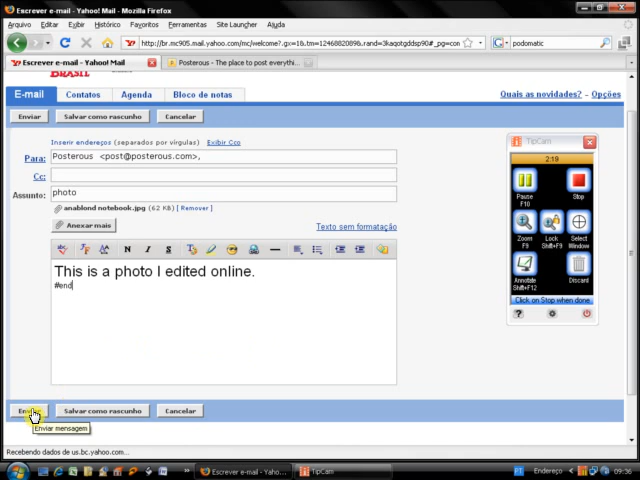 Escrever e-mail - Yahoo! Mail - Mozilla Firefox
Arquivo Editar Exibir Histórico Favoritos Ferramentas Site Launcher Ajuda
podomatic
Escrever e-mail - Yahoo! Mail
Posterous - The place to post everythi...
BRASIL
E-mail Contatos Agenda Bloco de notas
Quais as novidades? - Opções
Enviar Salvar como rascunho Cancelar
Inserir endereços (separados por vírgulas) Exibir Cco
Para: Posterous <post@posterous.com>,
Cc:
Assunto: photo
anablond notebook.jpg (62 KB) [ Remover ]
Anexar mais
Texto sem formatação
N I S
This is a photo I edited online.
#end
TipCam
2:19
Pause F10
Stop
Zoom F9
Lock Shift+F9
Select Window
Annotate Shift+F12
Discard
Click on Stop when done
?
Enviar Salvar como rascunho Cancelar
Enviar mensagem
Recebendo dados de us.bc.yahoo.com...
Escrever e-mail - Yaho...
TipCam
PT
Endereço
09:36